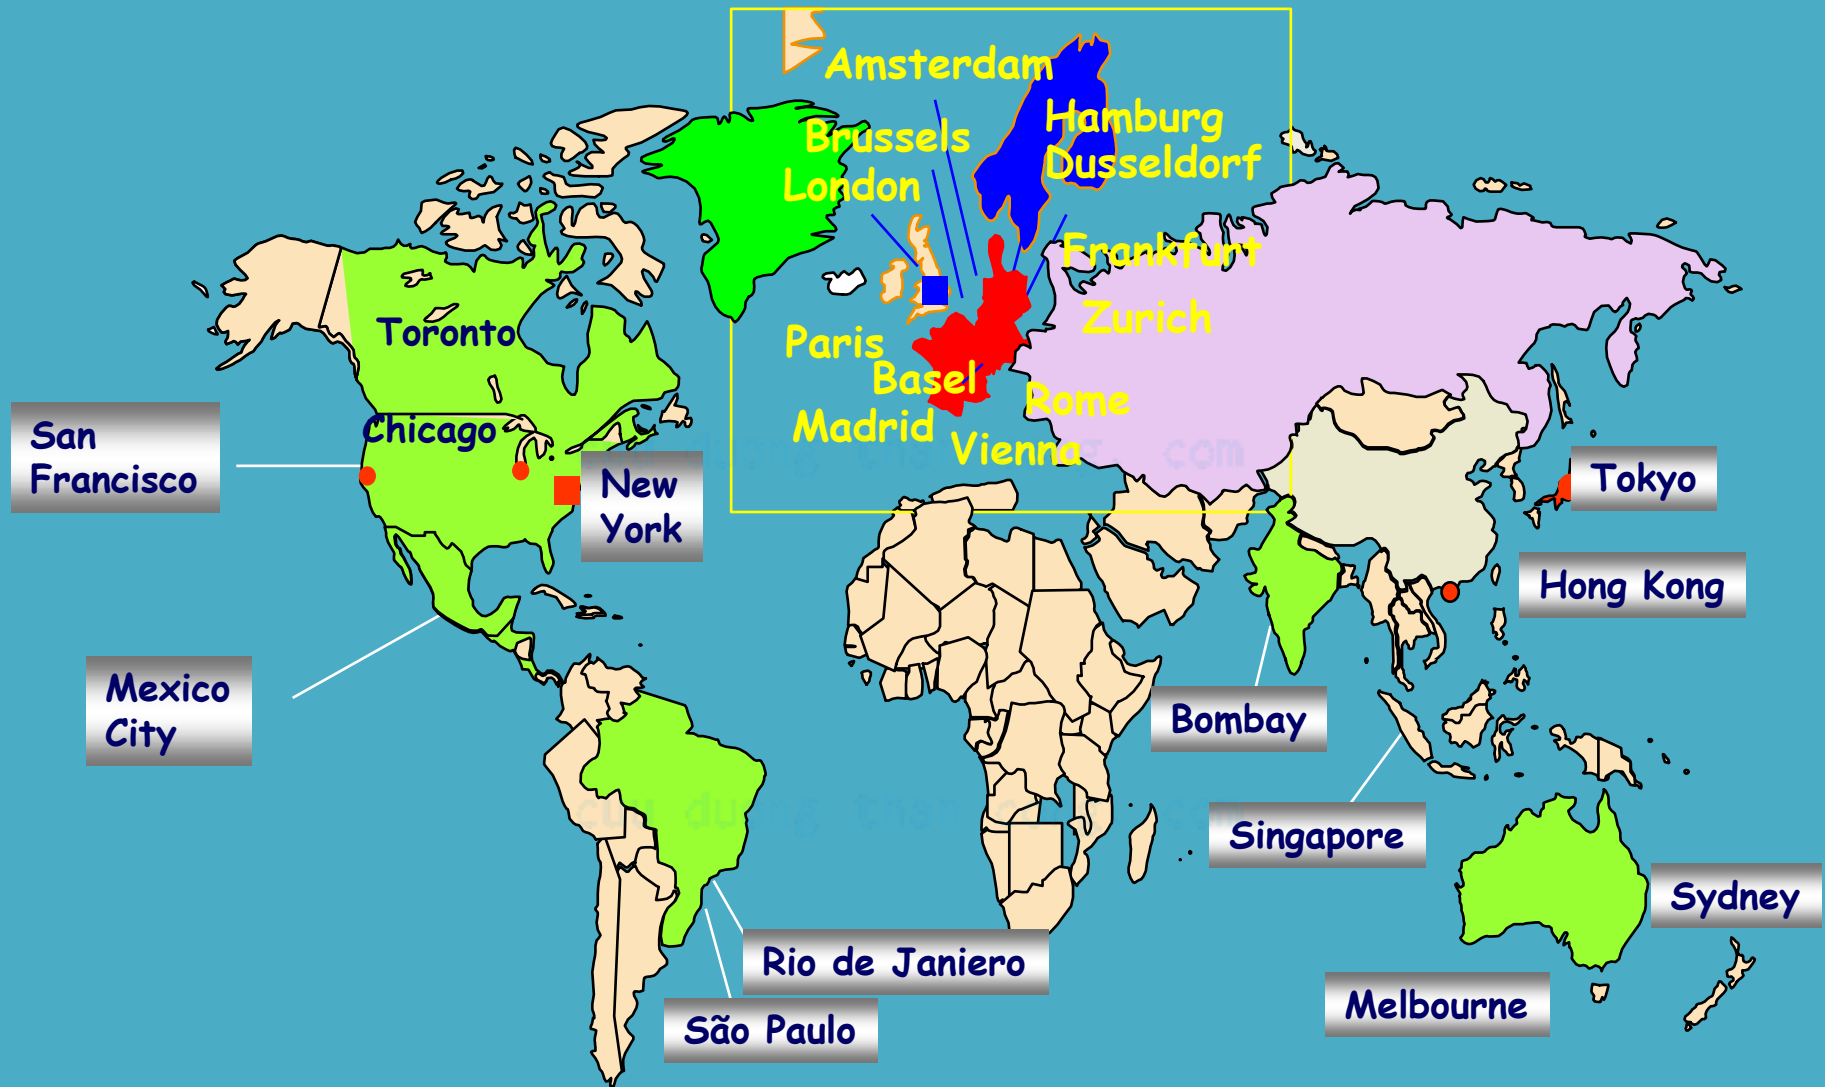 Amsterdam
Brussels
London
Hamburg
Dusseldorf
Frankfurt
Zurich
Paris
Basel
Madrid
Rome
Vienna
Toronto
Chicago
San
Francisco
New
York
Mexico
City
Tokyo
Hong Kong
Bombay
Singapore
Sydney
Melbourne
Rio de Janiero
São Paulo